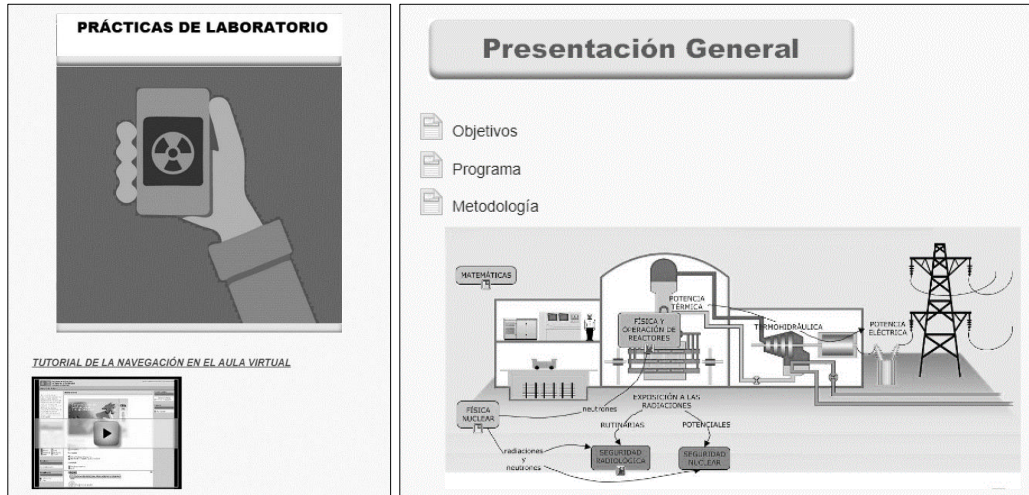 PRÁCTICAS DE LABORATORIO
TUTORIAL DE LA NAVEGACIÓN EN EL AULA VIRTUAL
Presentación General
Objetivos
Programa
Metodología
MATEMÁTICAS
POTENCIA
TÉRMICA
FÍSICA Y
OPERACIÓN DE
REACTORES
TERMOHIDRÁULICA
POTENCIA
ELÉCTRICA
FÍSICA
NUCLEAR
neutrones
EXPOSICIÓN A LAS
RADIACIONES
RUTINARIAS
POTENCIALES
radiaciones
y
neutrones
SEGURIDAD
RADIOLÓGICA
SEGURIDAD
NUCLEAR